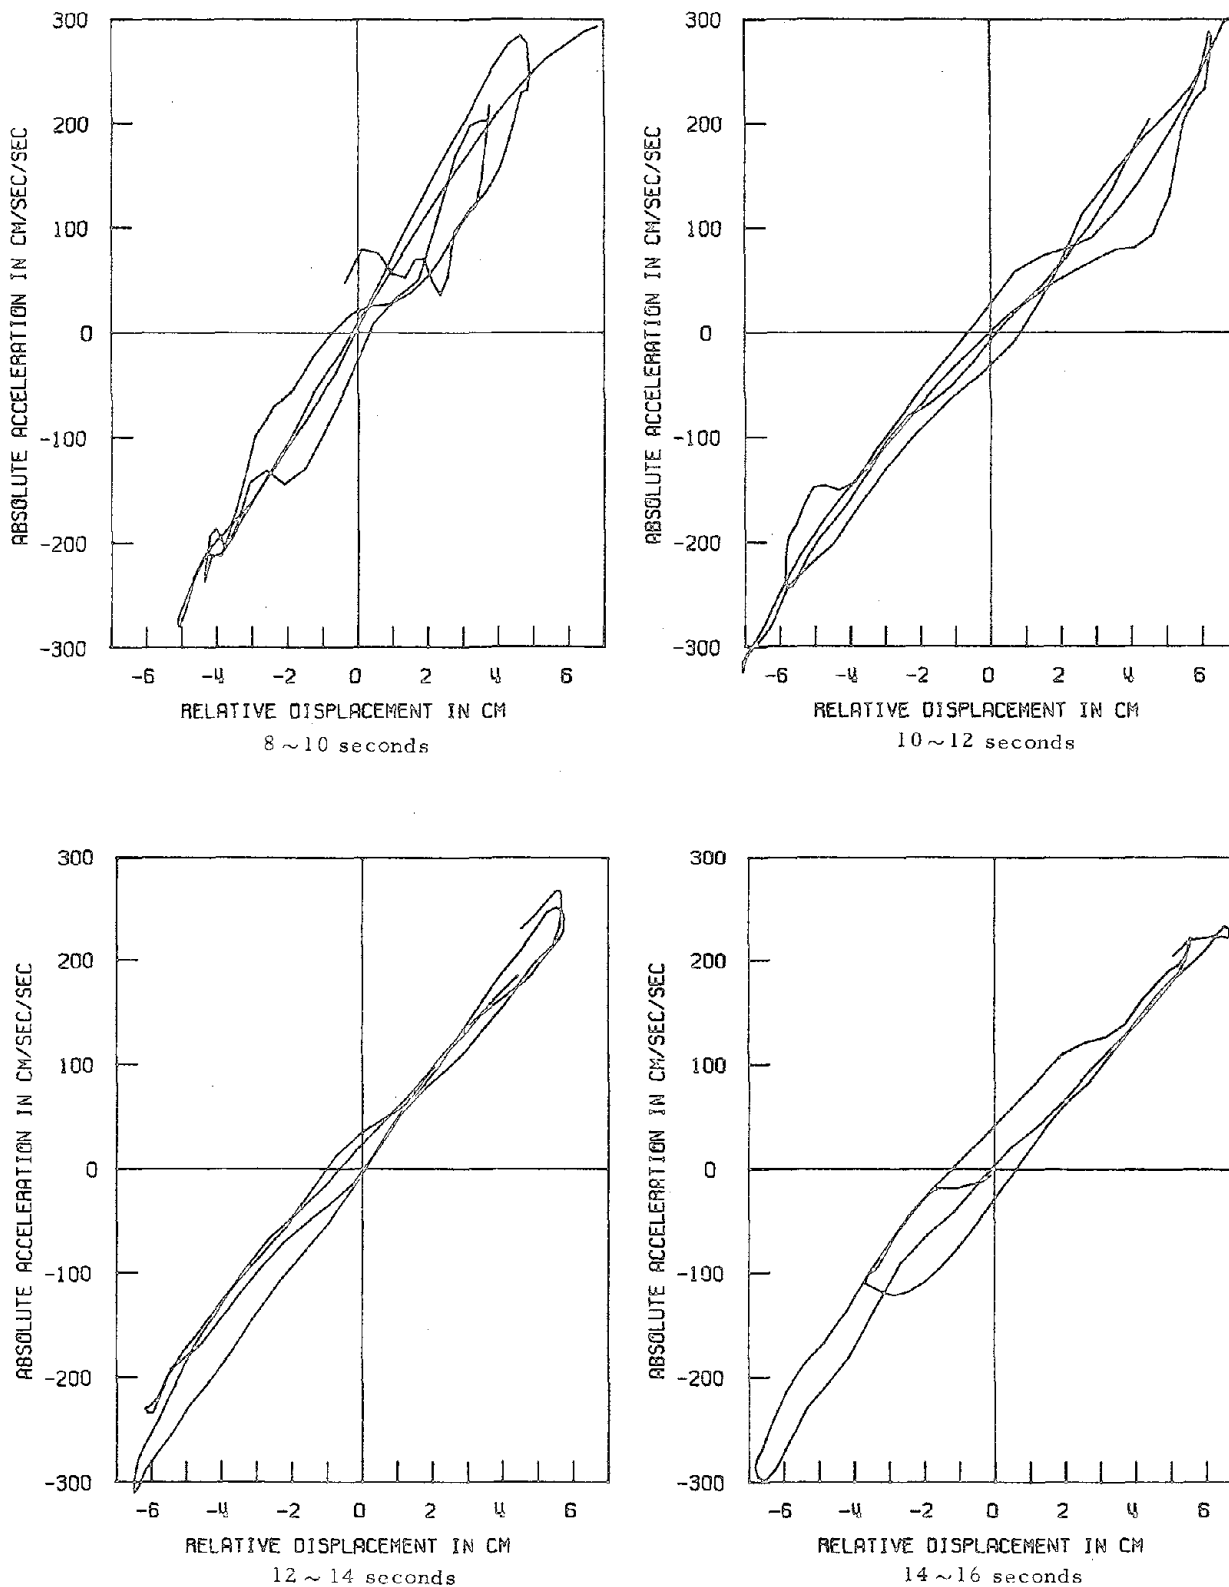 300
200
100
0
-100
-200
-300
ABSOLUTE ACCELERATION IN CM/SEC/SEC
-6 -4 -2 0 2 4 6
RELATIVE DISPLACEMENT IN CM
8 ~ 10 seconds
300
200
100
0
-100
-200
-300
ABSOLUTE ACCELERATION IN CM/SEC/SEC
-6 -4 -2 0 2 4 6
RELATIVE DISPLACEMENT IN CM
10 ~ 12 seconds
300
200
100
0
-100
-200
-300
ABSOLUTE ACCELERATION IN CM/SEC/SEC
-6 -4 -2 0 2 4 6
RELATIVE DISPLACEMENT IN CM
12 ~ 14 seconds
300
200
100
0
-100
-200
-300
ABSOLUTE ACCELERATION IN CM/SEC/SEC
-6 -4 -2 0 2 4 6
RELATIVE DISPLACEMENT IN CM
14 ~ 16 seconds